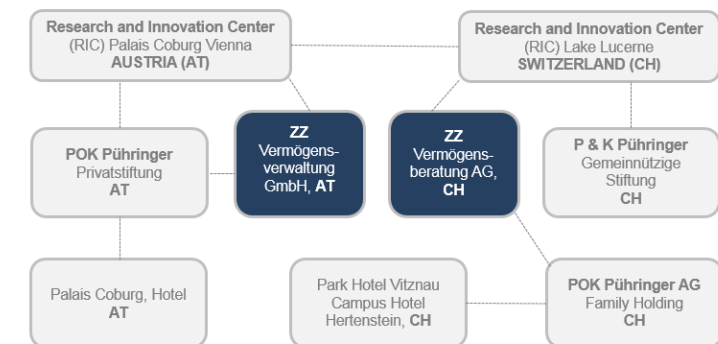 Research and Innovation Center
(RIC) Palais Coburg Vienna
AUSTRIA (AT)
Research and Innovation Center
(RIC) Lake Lucerne
SWITZERLAND (CH)
POK Pühringer
Privatstiftung
AT
ZZ
Vermögens-
verwaltung
GmbH, AT
ZZ
Vermögens-
beratung AG,
CH
P & K Pühringer
Gemeinnützige
Stiftung
CH
Palais Coburg, Hotel
AT
Park Hotel Vitznau
Campus Hotel
Hertenstein, CH
POK Pühringer AG
Family Holding
CH